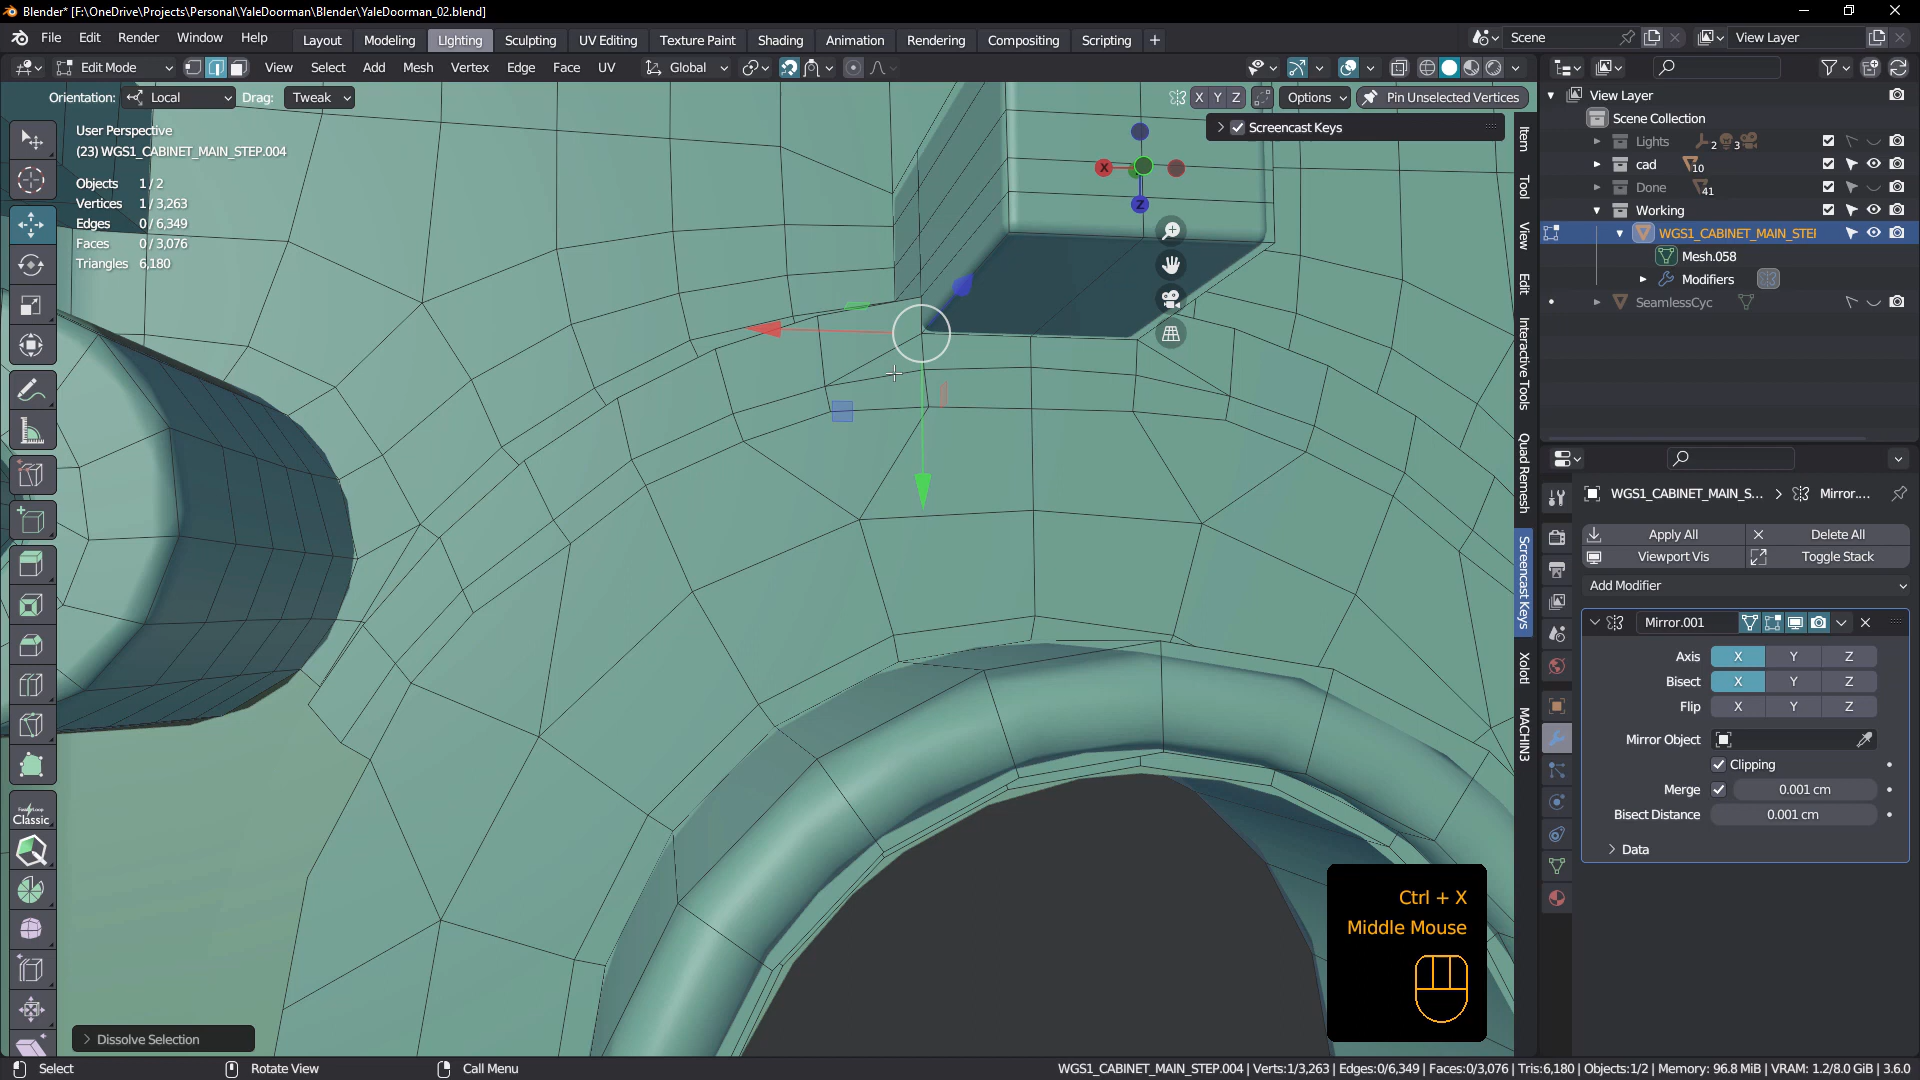 Blender* [F:\OneDrive\Projects\Personal\YaleDoorman\Blender\YaleDoorman_02.blend]
File Edit Render Window Help Layout Modeling Lighting Sculpting UV Editing Texture Paint Shading Animation Rendering Compositing Scripting + Scene View Layer
Edit Mode View Select Add Mesh Vertex Edge Face UV Global
Orientation: Local Drag: Tweak X Y Z Options Pin Unselected Vertices
Screencast Keys
User Perspective
(23) WGS1_CABINET_MAIN_STEP.004
Objects 1/2
Vertices 1/3,263
Edges 0/6,349
Faces 0/3,076
Triangles 6,180
X
Z
Classic
Dissolve Selection
Item
Tool
View
Edit
Interactive Tools
Quad Remesh
Screencast Keys
Xolotl
MACHIN3
Ctrl + X
Middle Mouse
View Layer
Scene Collection
Lights 2 3
cad 10
Done 41
Working
WGS1_CABINET_MAIN_STEI
Mesh.058
Modifiers
SeamlessCyc
WGS1_CABINET_MAIN_S... > Mirror....
Apply All Delete All
Viewport Vis Toggle Stack
Add Modifier
Mirror.001
Axis X Y Z
Bisect X Y Z
Flip X Y Z
Mirror Object
Clipping
Merge 0.001 cm
Bisect Distance 0.001 cm
Data
Select Rotate View Call Menu WGS1_CABINET_MAIN_STEP.004 | Verts:1/3,263 | Edges:0/6,349 | Faces:0/3,076 | Tris:6,180 | Objects:1/2 | Memory: 96.8 MiB | VRAM: 1.2/8.0 GiB | 3.6.0